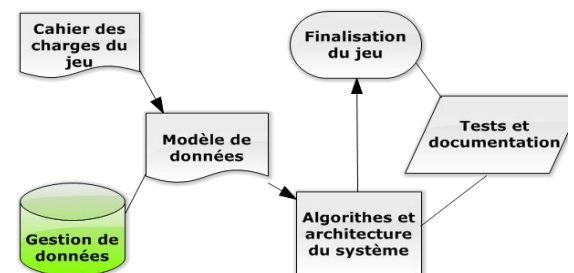 Cahier des
charges du
jeu
Finalisation
du jeu
Modèle de
données
Tests et
documentation
Gestion de
données
Algorithes et
architecture
du système